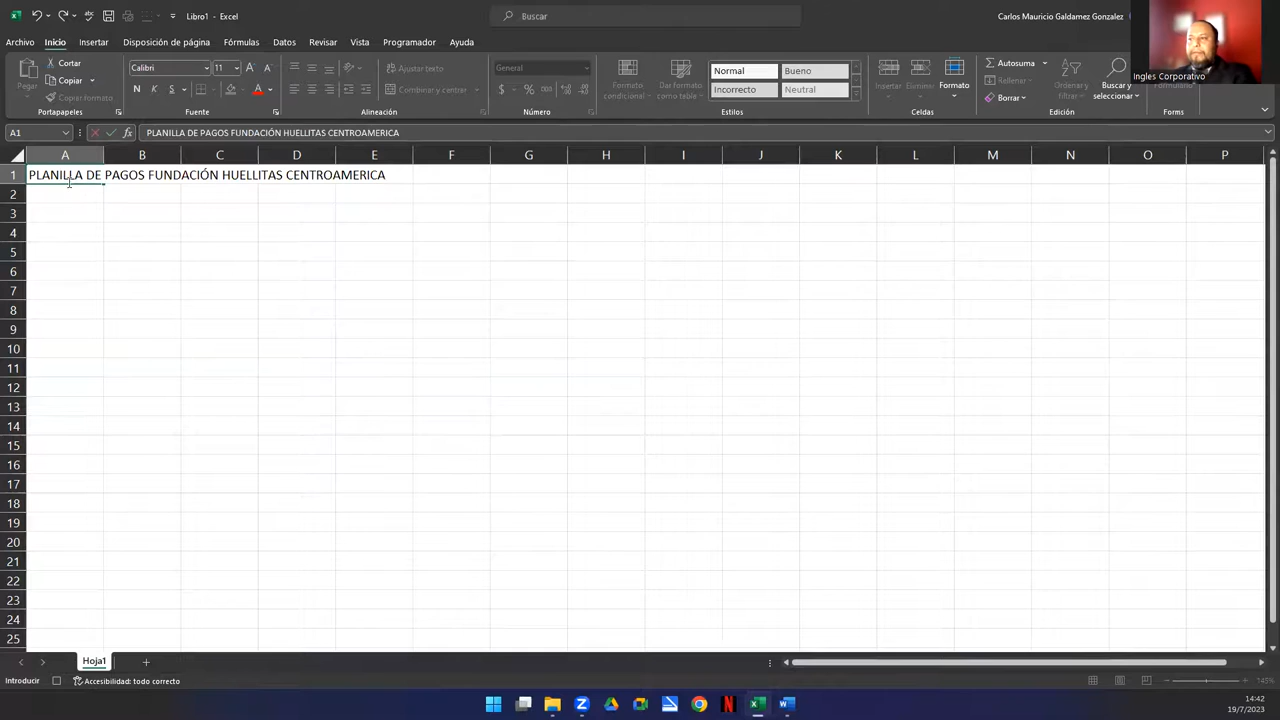 Libro1 - Excel
Buscar
Carlos Mauricio Galdamez Gonzalez
Archivo Inicio Insertar Disposición de página Fórmulas Datos Revisar Vista Programador Ayuda
Pegar
Cortar
Copiar
Copiar formato
Portapapeles
Calibri 11
N K S
Fuente
Ajustar texto
Combinar y centrar
Alineación
General
$ % 000
Número
Formato condicional
Dar formato como tabla
Normal Bueno
Incorrecto Neutral
Estilos
Insertar Eliminar Formato
Celdas
Autosuma
Rellenar
Borrar
Ordenar y filtrar
Buscar y seleccionar
Edición
Ingles Corporativo
A1 fx PLANILLA DE PAGOS FUNDACIÓN HUELLITAS CENTROAMERICA
A B C D E F G H I J K L M N O P
1 PLANILLA DE PAGOS FUNDACIÓN HUELLITAS CENTROAMERICA
2
3
4
5
6
7
8
9
10
11
12
13
14
15
16
17
18
19
20
21
22
23
24
25
Hoja1
Introducir Accesibilidad: todo correcto 145%
14:42
19/7/2023